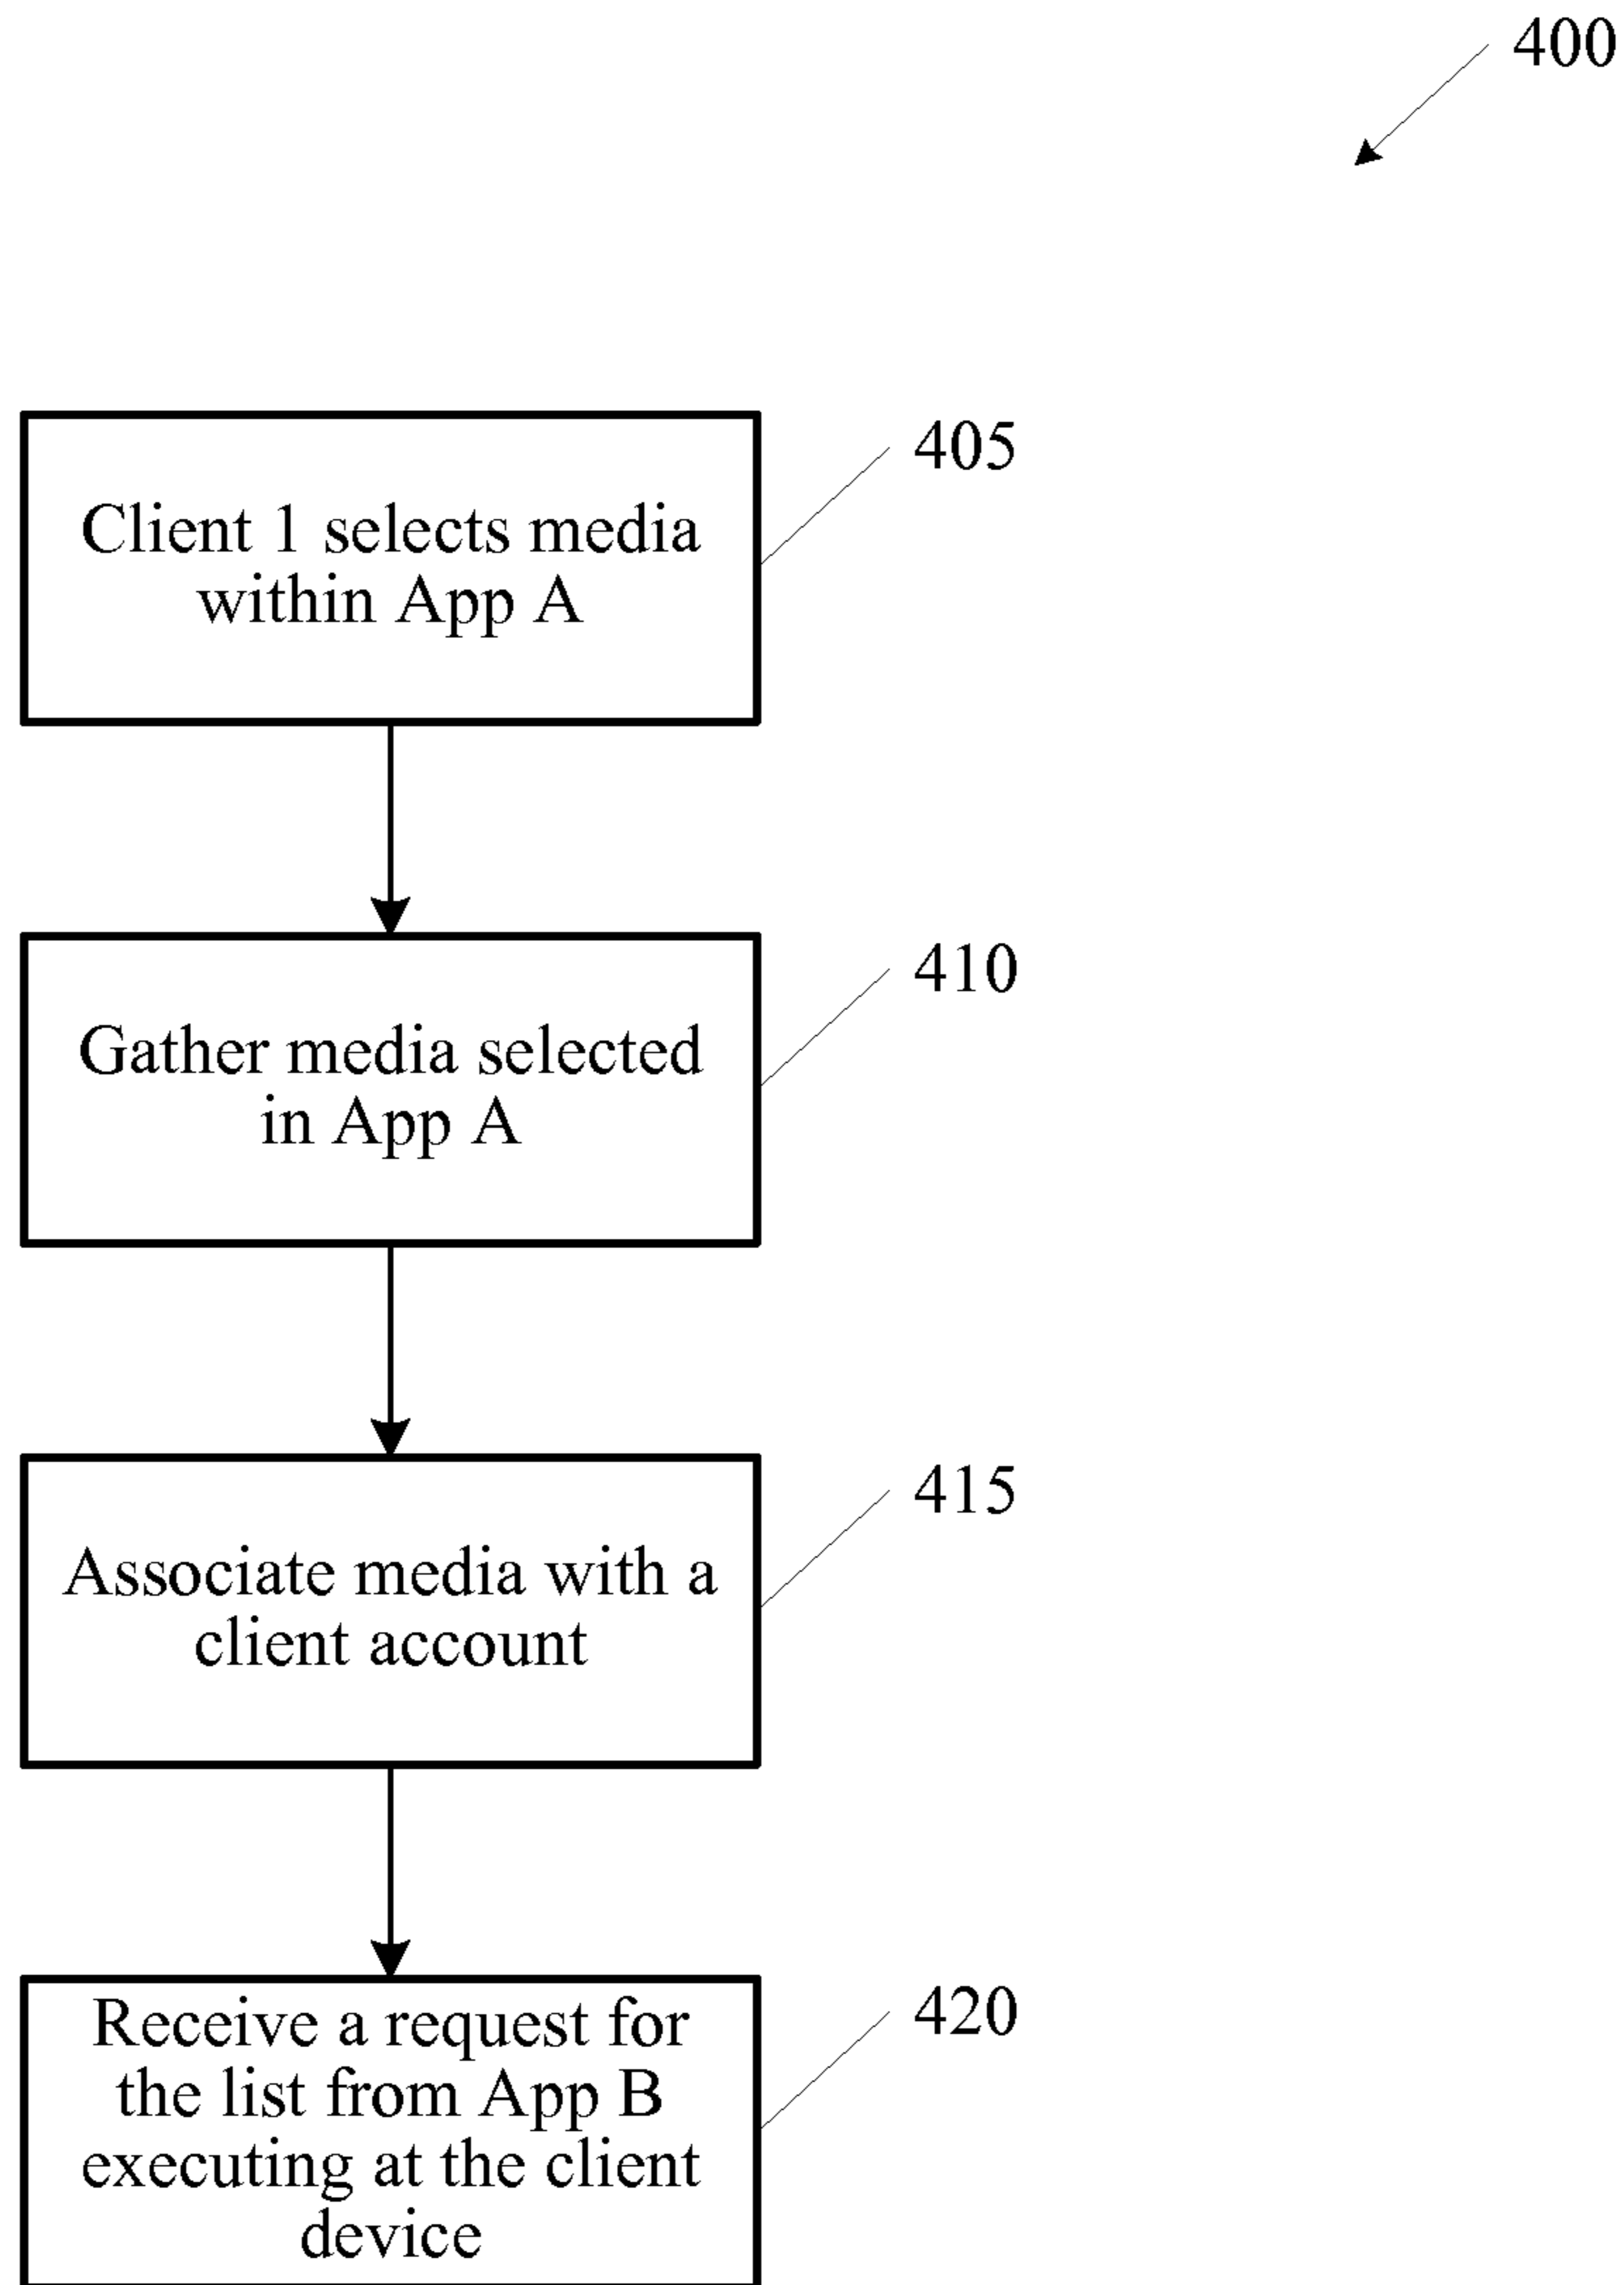 400
405
Client 1 selects media
within App A
410
Gather media selected
in App A
415
Associate media with a
client account
420
Receive a request for
the list from App B
executing at the client
device